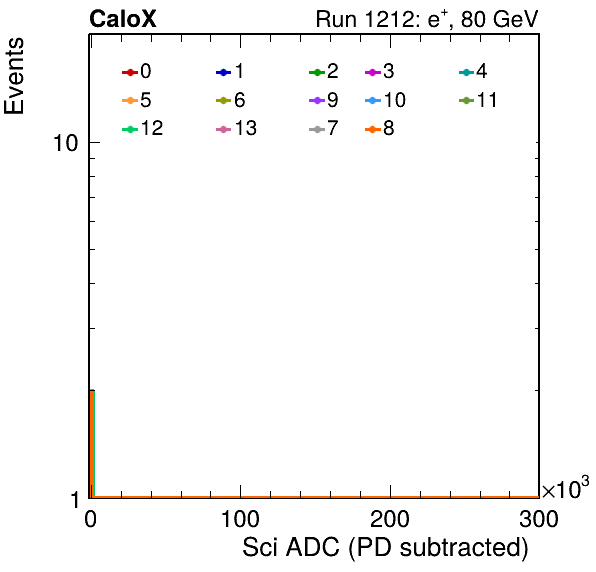 CaloX Run 1212: e⁺, 80 GeV
Events
0 1 2 3 4
5 6 9 10 11
12 13 7 8
10
1
×10³
0 100 200 300
Sci ADC (PD subtracted)